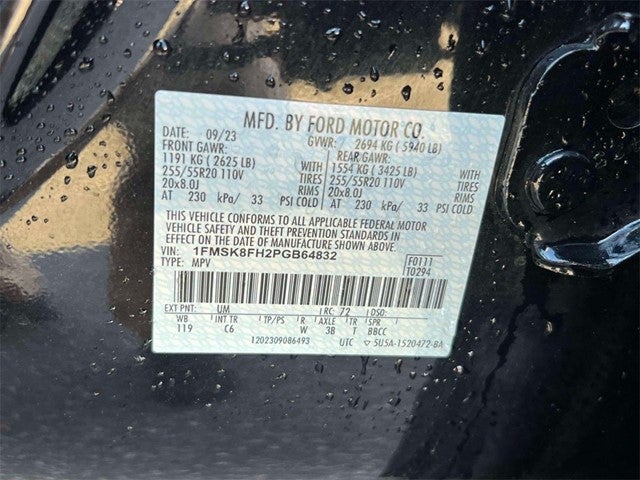 MFD. BY FORD MOTOR CO.
DATE: 09/23 GVWR: 2694 KG ( 5940 LB)
FRONT GAWR: REAR GAWR:
1191 KG ( 2625 LB) WITH 1554 KG ( 3425 LB) WITH
255/55R20 110V TIRES 255/55R20 110V TIRES
20x8.0J RIMS 20x8.0J RIMS
AT 230 kPa/ 33 PSI COLD AT 230 kPa/ 33 PSI COLD
THIS VEHICLE CONFORMS TO ALL APPLICABLE FEDERAL MOTOR
VEHICLE SAFETY AND THEFT PREVENTION STANDARDS IN EFFECT ON
THE DATE OF MANUFACTURE SHOWN ABOVE.
VIN: 1FMSK8FH2PGB64832 F0111
TYPE: MPV T0294
EXT PNT: UM RC: 72 DSO:
WB INT TR TP/PS R AXLE TR SPR
119 C6 W 3B T BBCC
1202309086493 UTC 5U5A-1520472-BA